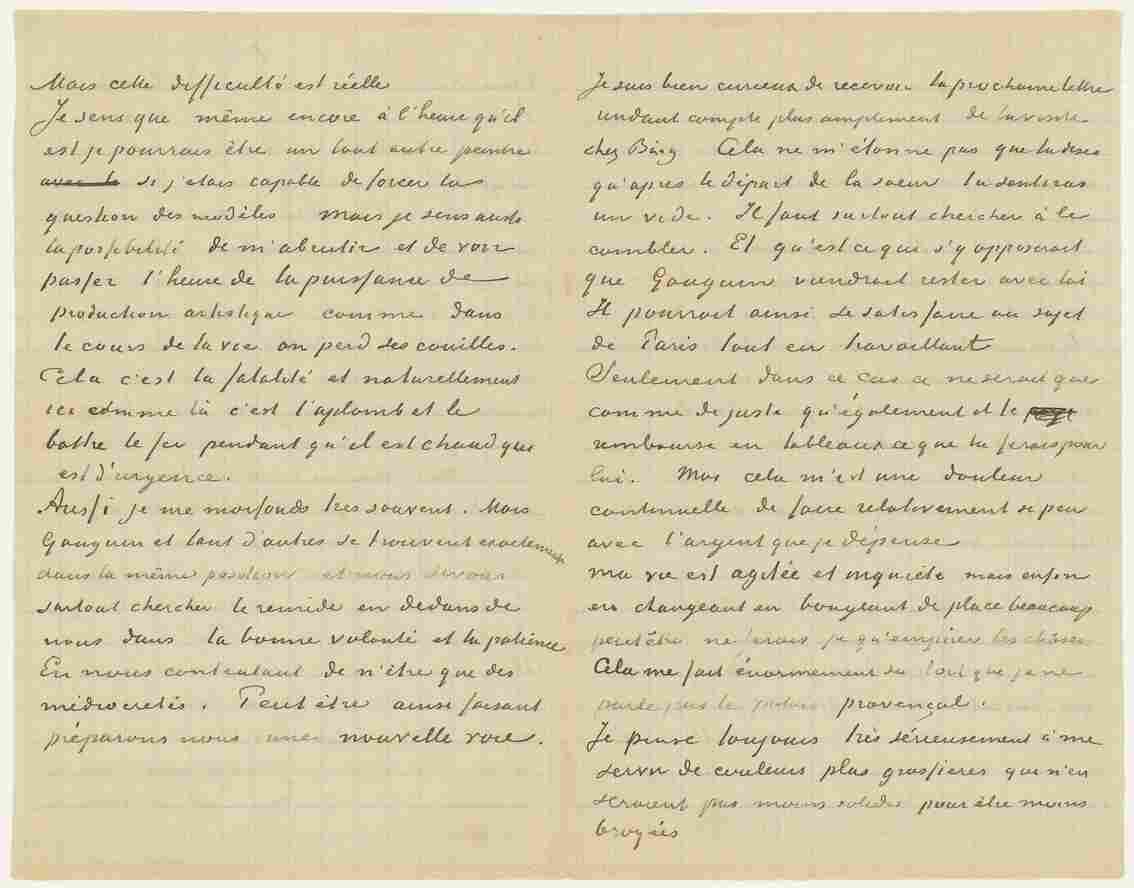 Mais cette difficulté est réelle
Je sens que même encore à l'heure qu'il
est je pourrais être un tout autre peintre
si j'étais capable de forcer la
question des modèles mais je sens aussi
la possibilité de m'abrutir et de voir
passer l'heure de la puissance de
production artistique comme dans
le cours de la vie on perd ses couilles.
Cela c'est la fatalité et naturellement
ici comme là c'est l'aplomb et le
battre le fer pendant qu'il est chaud qui
est d'urgence.
Aussi je me morfonds très souvent. Mais
Gauguin et tant d'autres se trouvent exactement
dans la même position et nous devons
surtout chercher le remède en dedans de
nous dans la bonne volonté et la patience
En nous contentant de n'être que des
médiocrités. Peut être ainsi faisant
préparons nous une nouvelle voie.
Je suis bien curieux de recevoir ta prochaine lettre
rendant compte plus amplement de la visite
chez Bing Cela ne m'étonne pas que tu dises
qu'après le départ de la soeur tu sentiras
un vide. Il faut surtout chercher à le
combler. Et qu'est ce qui s'y opposerait
que Gauguin viendrait rester avec toi
Il pourrait ainsi se satisfaire au sujet
de Paris tout en travaillant
Seulement dans ce cas ce ne serait que
comme de juste qu'également il te
rembourse en tableaux ce que tu ferais pour
lui. Mais cela m'est une douleur
continuelle de faire relativement si peu
avec l'argent que je dépense
ma vie est agitée et inquiète mais enfin
en changeant en bougeant de place beaucoup
peutêtre ne ferais je qu'empirer les choses
Cela me fait énormement du tort que je ne
parle pas le patois provençal.
Je pense toujours très sérieusement à me
servir de couleurs plus grossieres qui n'en
seraient pas moins solides pour être moins
broyées